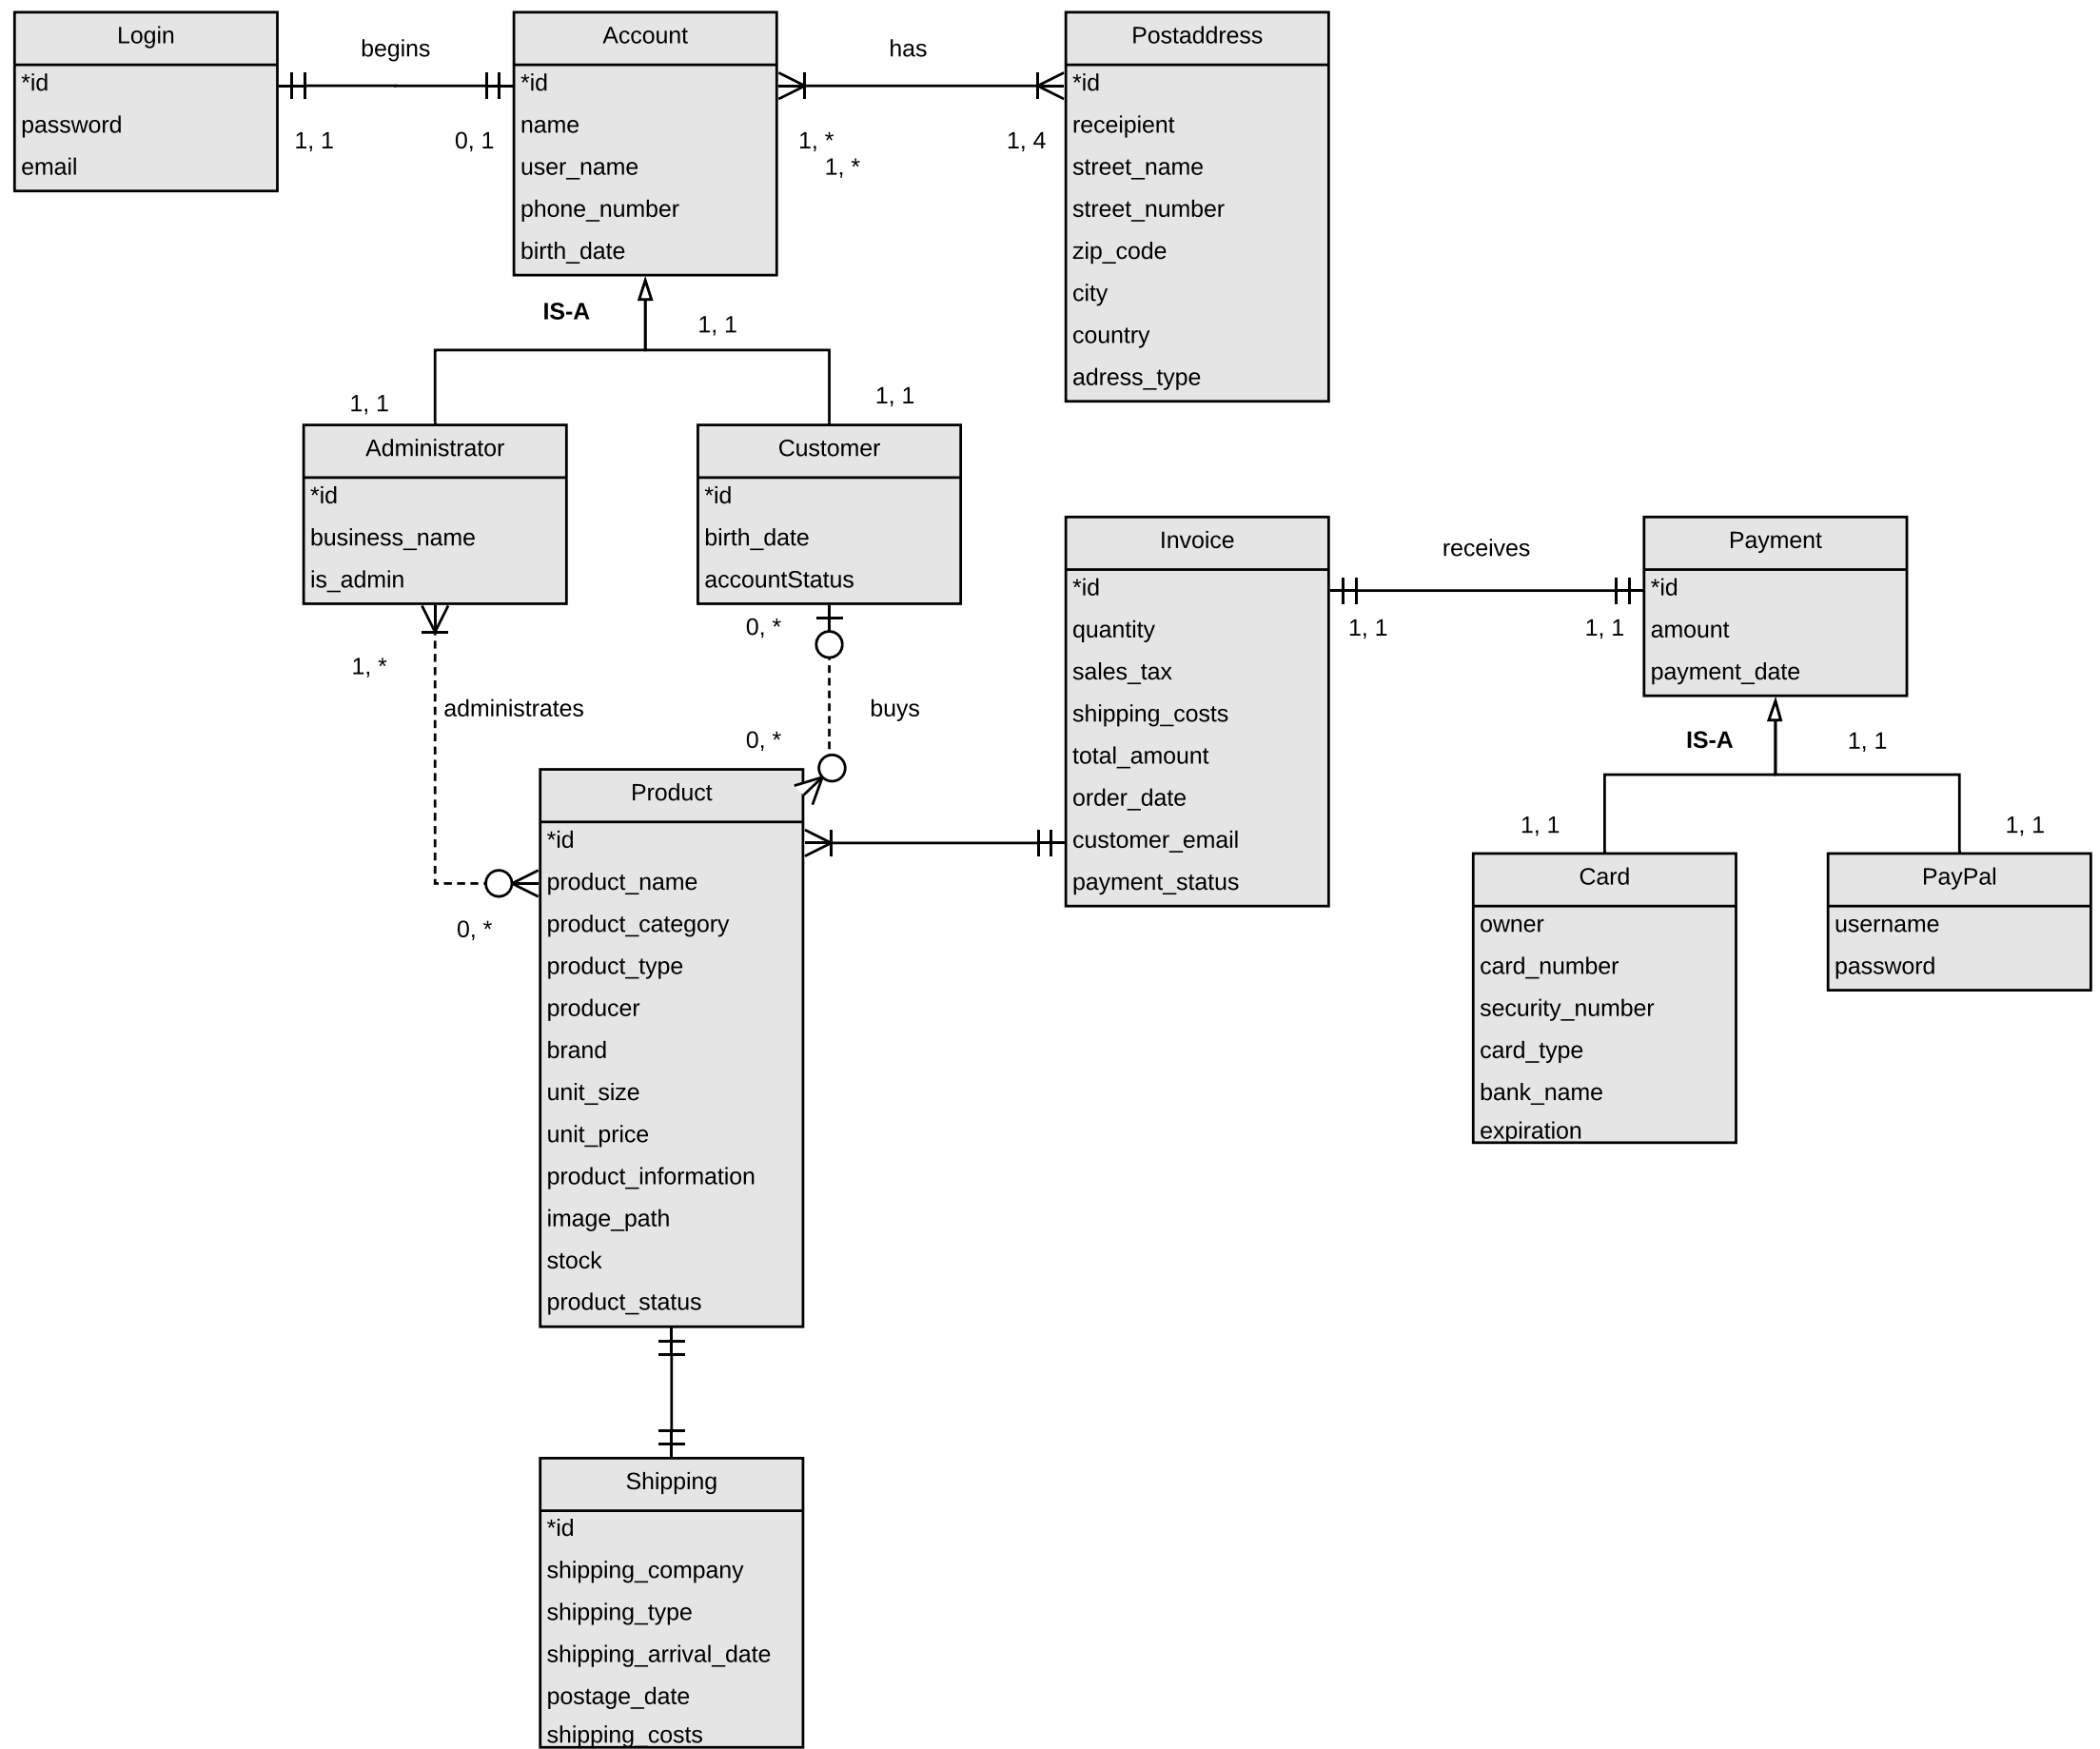 Login
*id
password
email
begins
1, 1
0, 1
Account
*id
name
user_name
phone_number
birth_date
has
1, *
1, *
1, 4
Postaddress
*id
receipient
street_name
street_number
zip_code
city
country
adress_type
IS-A
1, 1
1, 1
1, 1
Administrator
*id
business_name
is_admin
Customer
*id
birth_date
accountStatus
1, *
administrates
0, *
0, *
buys
0, *
Invoice
*id
quantity
sales_tax
shipping_costs
total_amount
order_date
customer_email
payment_status
receives
1, 1
1, 1
Payment
*id
amount
payment_date
IS-A
1, 1
1, 1
1, 1
Card
owner
card_number
security_number
card_type
bank_name
expiration
PayPal
username
password
Product
*id
product_name
product_category
product_type
producer
brand
unit_size
unit_price
product_information
image_path
stock
product_status
Shipping
*id
shipping_company
shipping_type
shipping_arrival_date
postage_date
shipping_costs